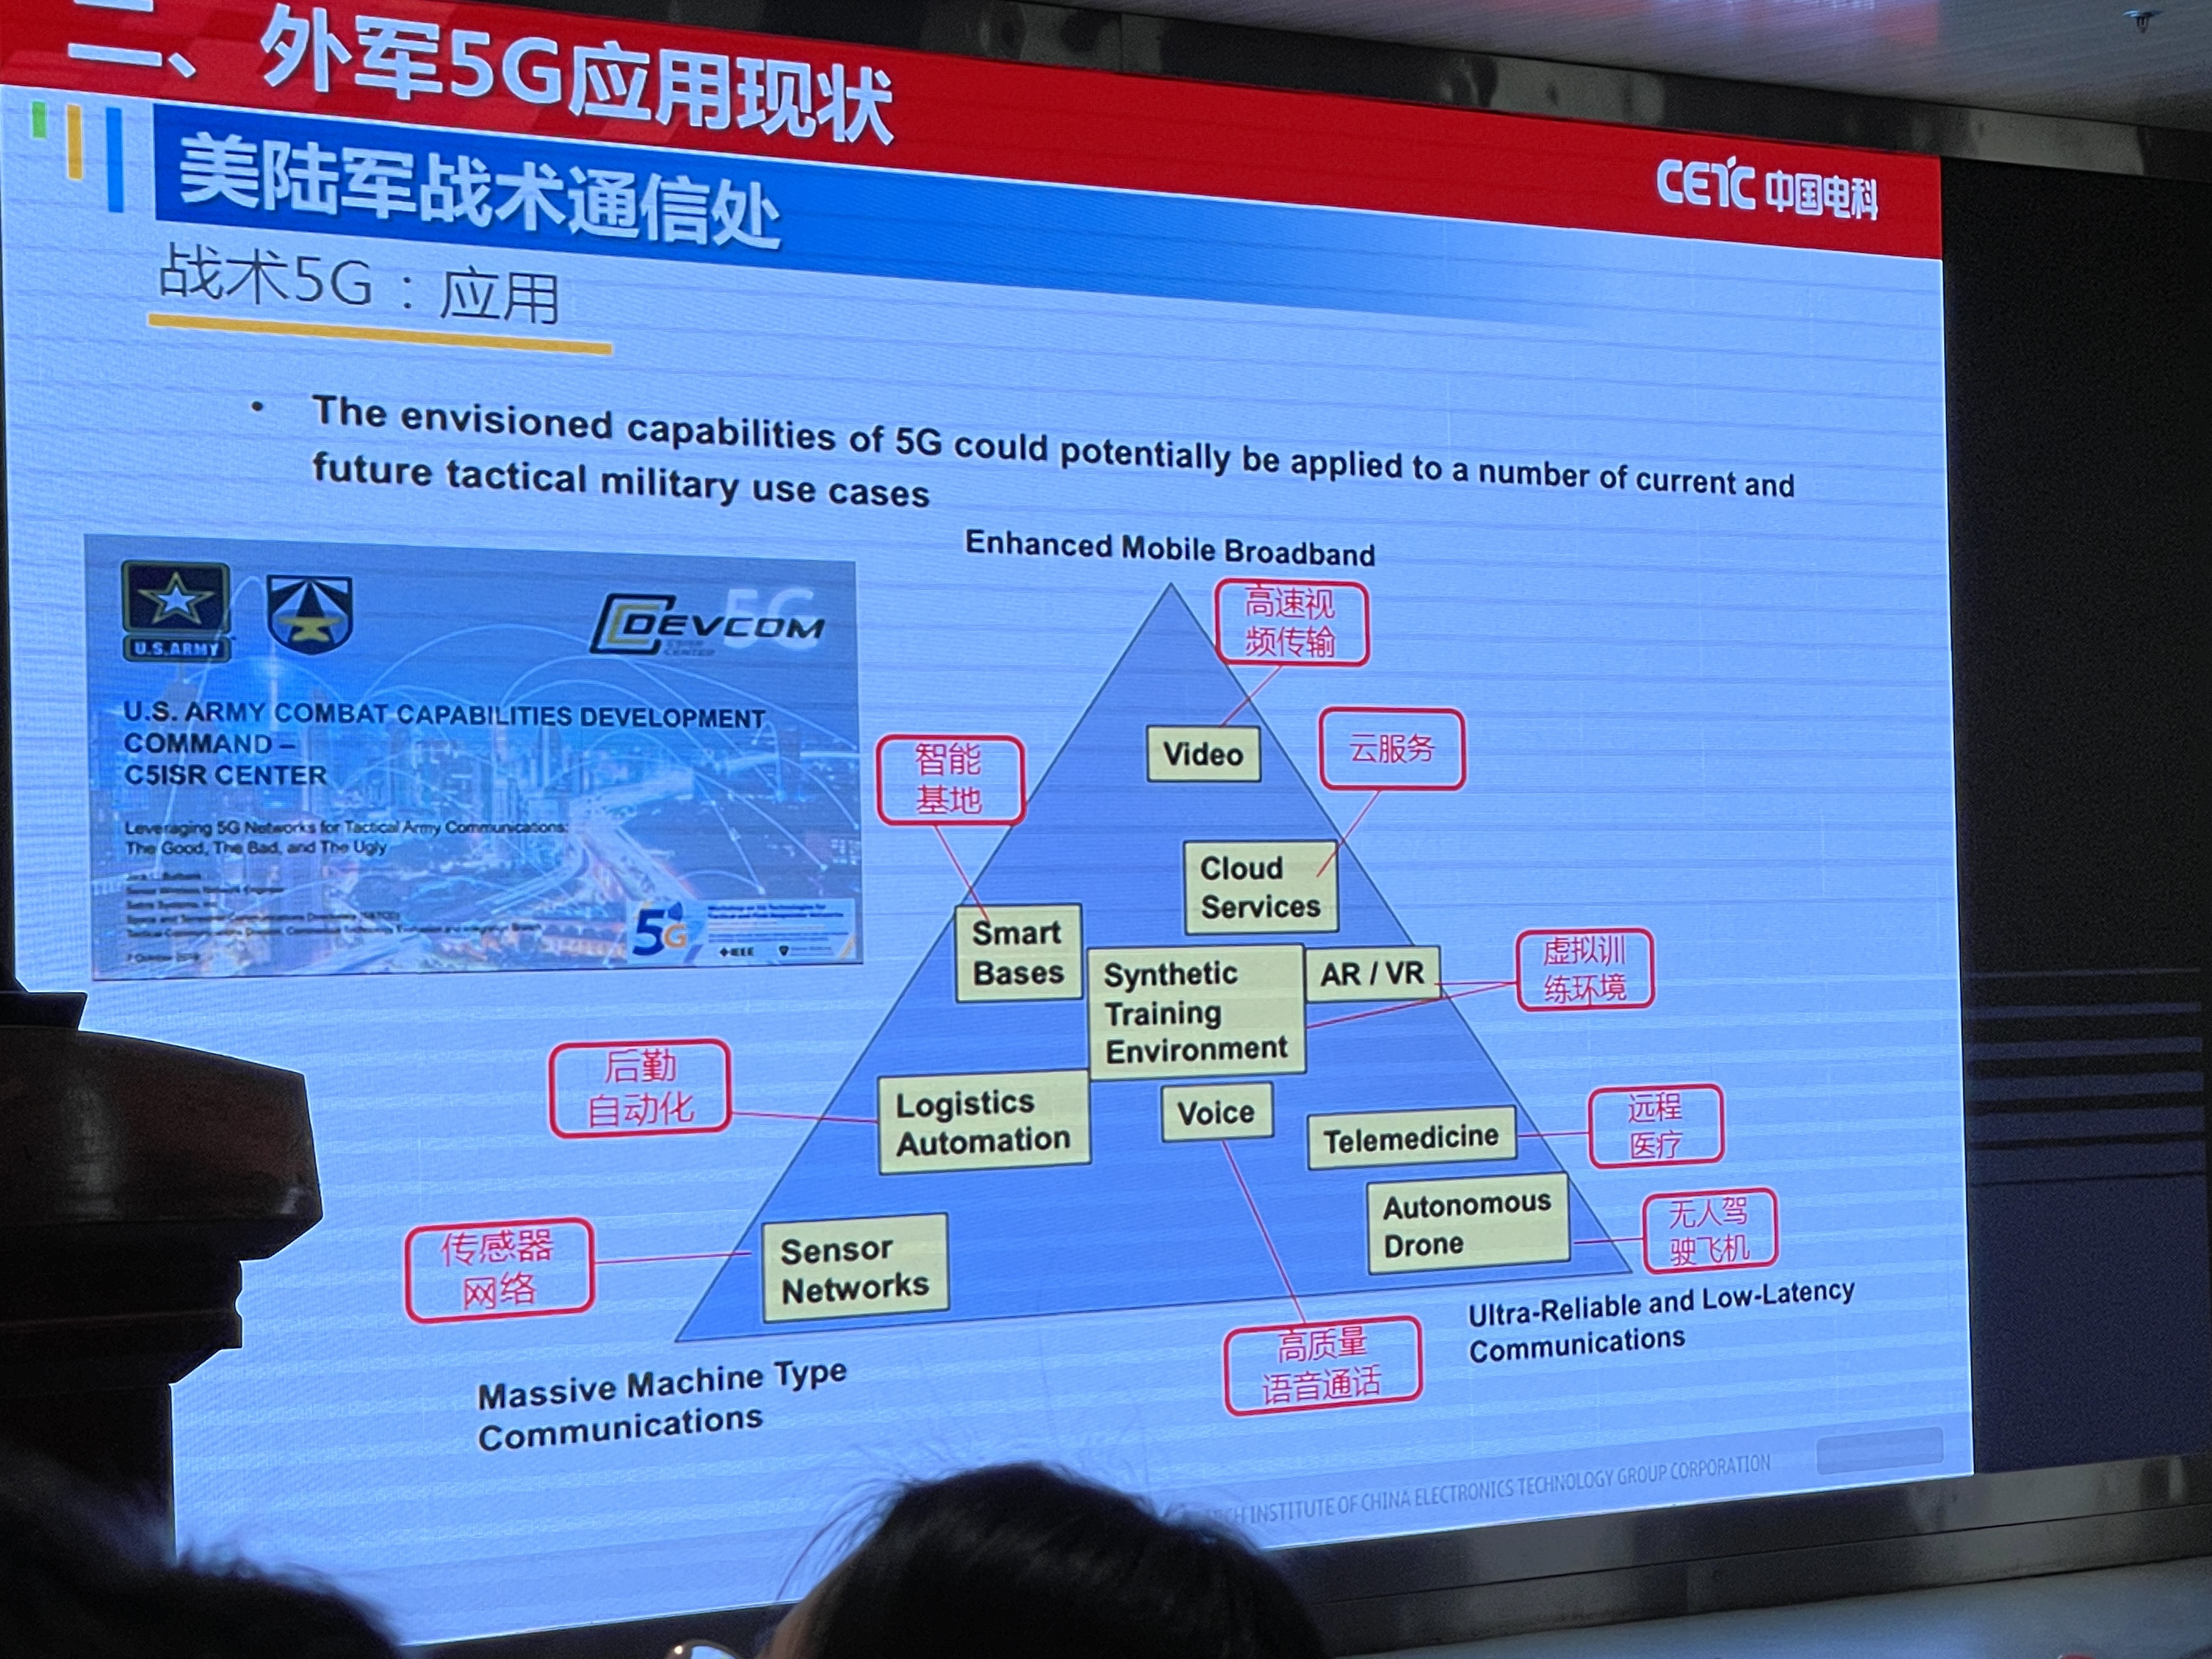 二、外军5G应用现状
CETC 中国电科
美陆军战术通信处
战术5G：应用
• The envisioned capabilities of 5G could potentially be applied to a number of current and
future tactical military use cases
U.S.ARMY
DEVCOM
5G
U.S. ARMY COMBAT CAPABILITIES DEVELOPMENT
COMMAND –
C5ISR CENTER
Leveraging 5G Networks for Tactical Army Communications:
The Good, The Bad, and The Ugly
5G
IEEE
Enhanced Mobile Broadband
高速视
频传输
Video
云服务
智能
基地
Cloud
Services
Smart
Bases
Synthetic
Training
Environment
AR / VR
虚拟训
练环境
后勤
自动化
Logistics
Automation
Voice
Telemedicine
远程
医疗
Autonomous
Drone
无人驾
驶飞机
传感器
网络
Sensor
Networks
高质量
语音通话
Ultra-Reliable and Low-Latency
Communications
Massive Machine Type
Communications
INSTITUTE OF CHINA ELECTRONICS TECHNOLOGY GROUP CORPORATION